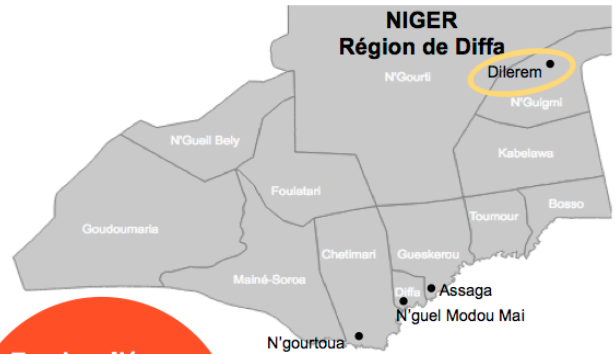 NIGER
Région de Diffa
Dilerem
N'Gourti
N'Guigmi
N'Gueil Bely
Kabelawa
Foulatari
Bosso
Toumour
Goudoumaria
Chetimari
Gueskerou
Mainé-Soroa
Diffa
Assaga
N'guel Modou Mai
N'gourtoua